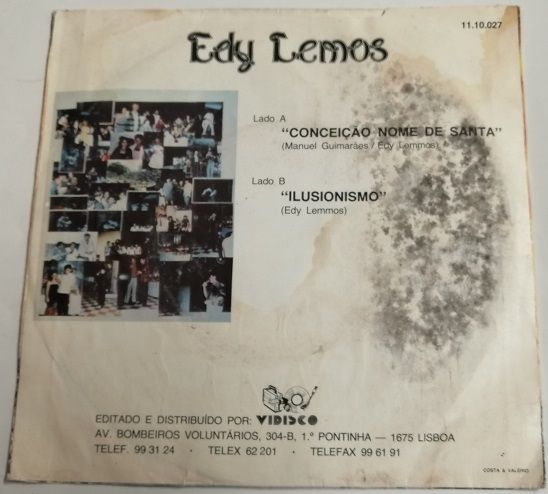 11.10.027
Edy Lemos
Lado A
"CONCEIÇÃO NOME DE SANTA"
(Manuel Guimarães / Edy Lemmos)
Lado B
"ILUSIONISMO"
(Edy Lemmos)
EDITADO E DISTRIBUÍDO POR: VIDISCO
AV. BOMBEIROS VOLUNTÁRIOS, 304-B, 1.º PONTINHA — 1675 LISBOA
TELEF. 99 31 24 • TELEX 62 201 • TELEFAX 99 61 91
COSTA & VALÉRIO